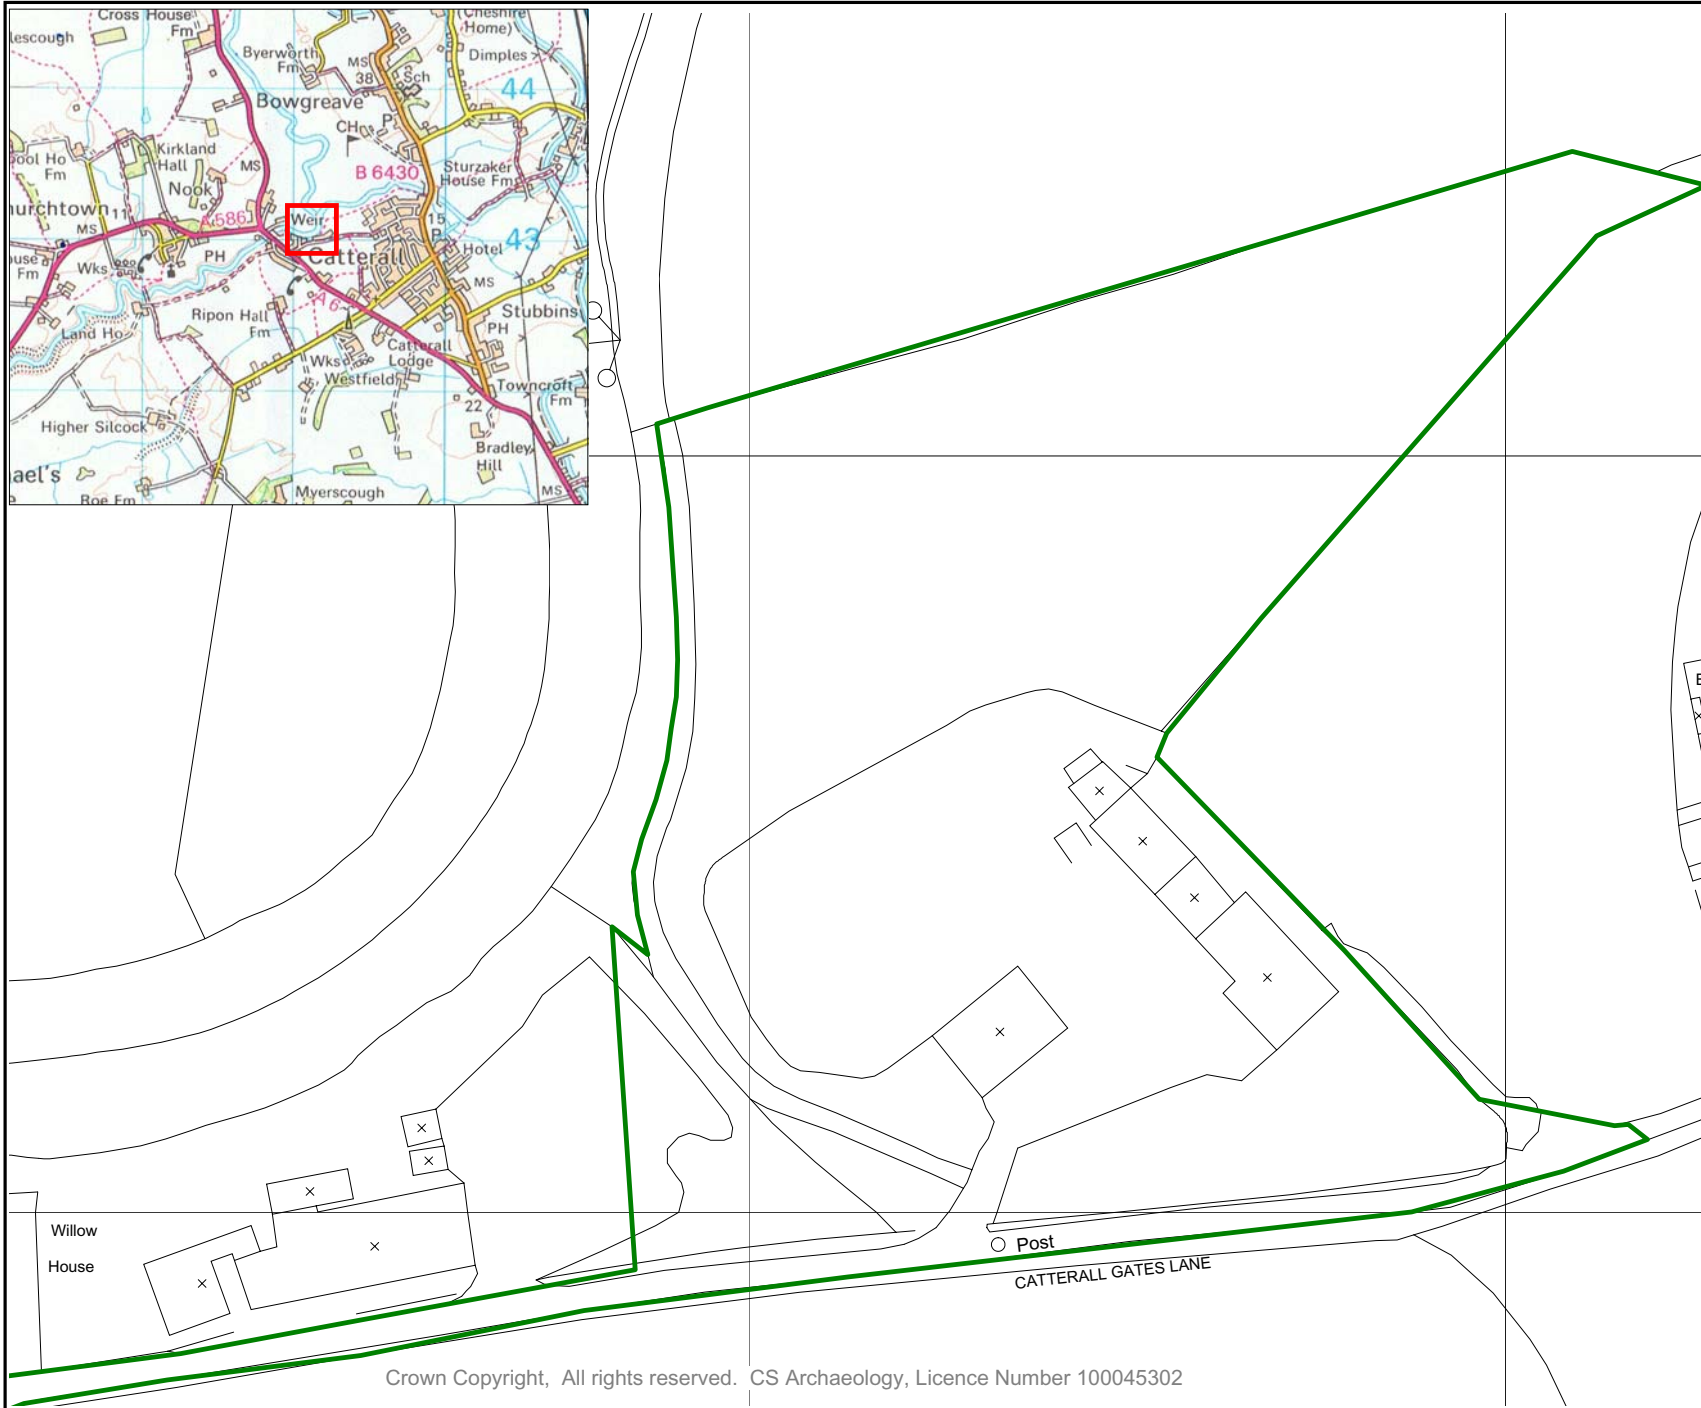 Cross House
Fm
(Cheshire
Home)
lescough
Byerworth
Fm
MS
38
Sch
Dimples
44
Bowgreave
CH
P
Kirkland
Hall
MS
ool Ho
Fm
B 6430
Sturzaker
House Fm
Nook
urchtown
11
A 586
Weir
15
MS
P
43
Hotel
PH
Catterall
ouse
Fm
Wks
MS
A 6
Stubbins
Ripon Hall
Fm
PH
Land Ho
Catterall
Lodge
Wks
Westfield
Towncroft
Fm
22
Higher Silcock
Bradley
Hill
ael's
Myerscough
MS
Roe Fm
Willow
House
Post
CATTERALL GATES LANE
Crown Copyright, All rights reserved. CS Archaeology, Licence Number 100045302